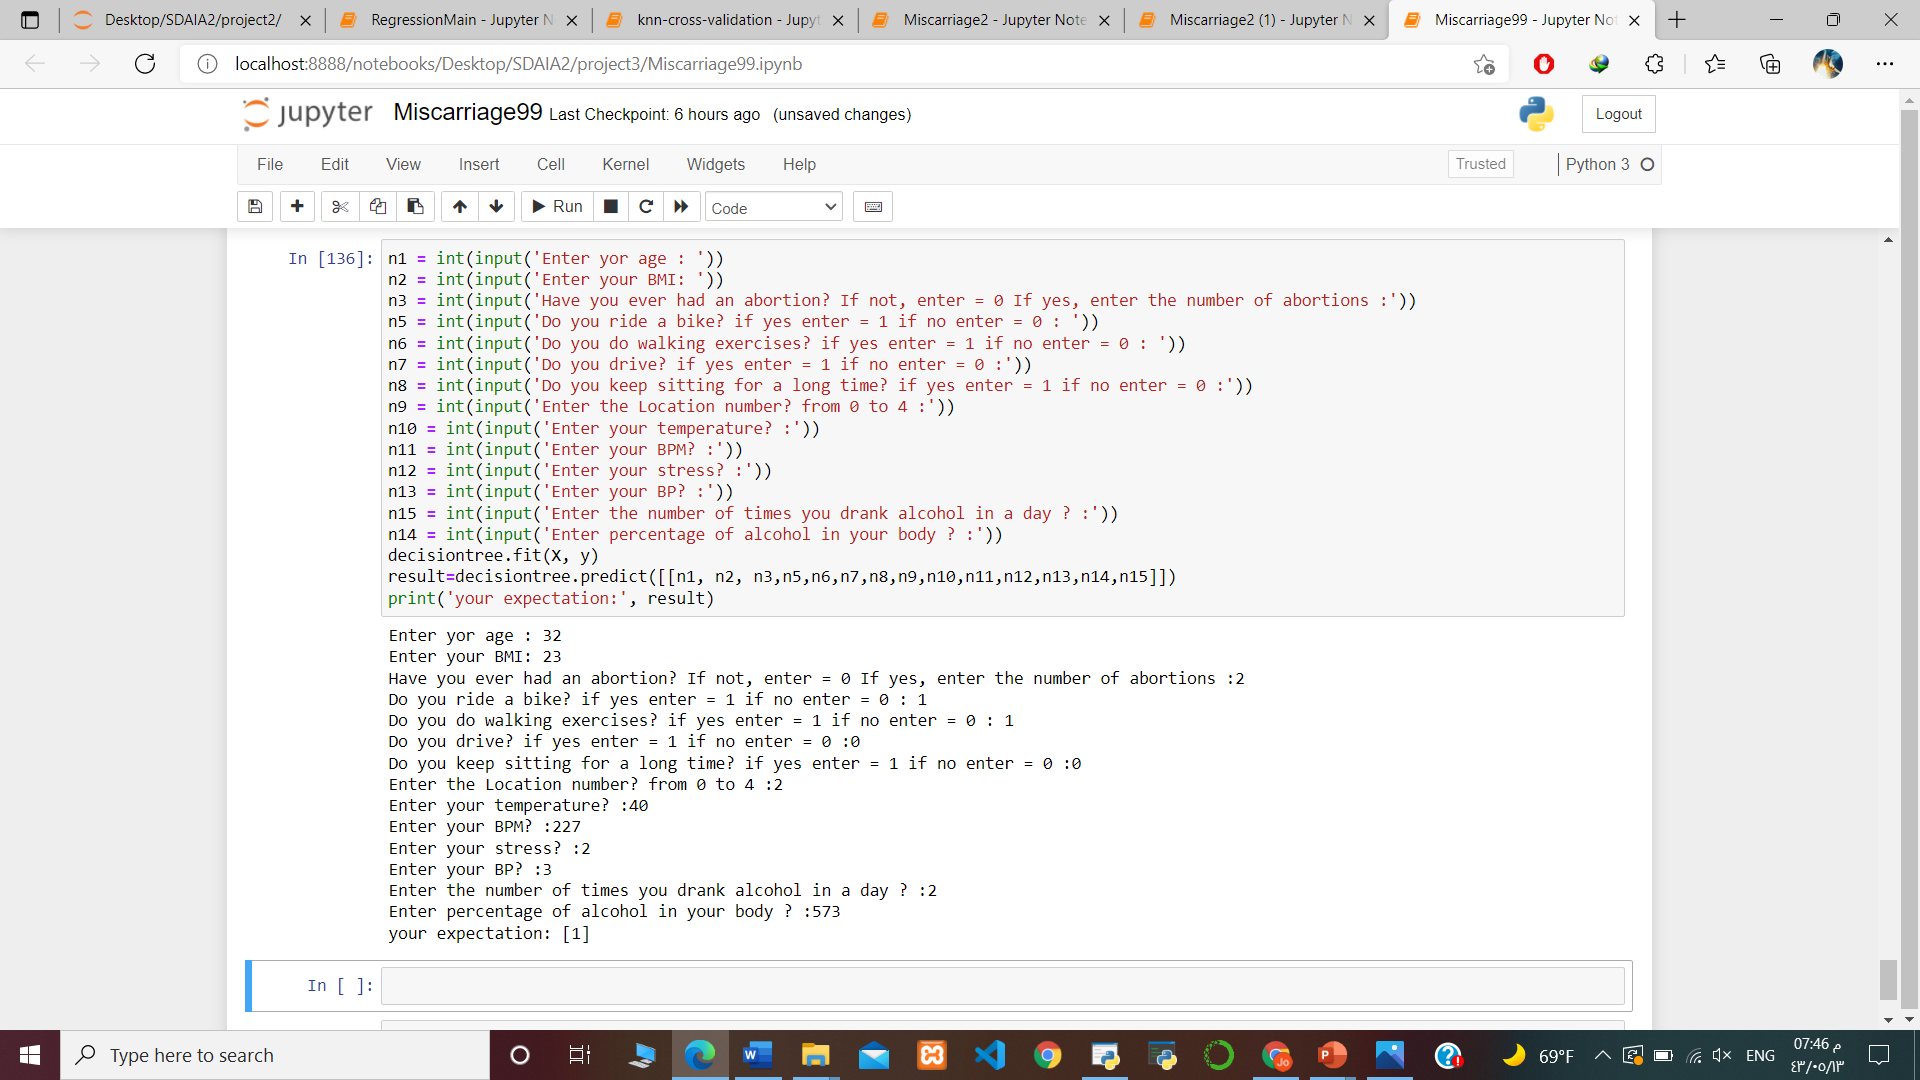 Desktop/SDAIA2/project2/
RegressionMain - Jupyter N
knn-cross-validation - Jupyt
Miscarriage2 - Jupyter Note
Miscarriage2 (1) - Jupyter N
Miscarriage99 - Jupyter Not
localhost:8888/notebooks/Desktop/SDAIA2/project3/Miscarriage99.ipynb
jupyter Miscarriage99 Last Checkpoint: 6 hours ago (unsaved changes)
Logout
File Edit View Insert Cell Kernel Widgets Help
Trusted
Python 3
Run
Code
In [136]:
n1 = int(input('Enter yor age : '))
n2 = int(input('Enter your BMI: '))
n3 = int(input('Have you ever had an abortion? If not, enter = 0 If yes, enter the number of abortions :'))
n5 = int(input('Do you ride a bike? if yes enter = 1 if no enter = 0 : '))
n6 = int(input('Do you do walking exercises? if yes enter = 1 if no enter = 0 : '))
n7 = int(input('Do you drive? if yes enter = 1 if no enter = 0 :'))
n8 = int(input('Do you keep sitting for a long time? if yes enter = 1 if no enter = 0 :'))
n9 = int(input('Enter the Location number? from 0 to 4 :'))
n10 = int(input('Enter your temperature? :'))
n11 = int(input('Enter your BPM? :'))
n12 = int(input('Enter your stress? :'))
n13 = int(input('Enter your BP? :'))
n15 = int(input('Enter the number of times you drank alcohol in a day ? :'))
n14 = int(input('Enter percentage of alcohol in your body ? :'))
decisiontree.fit(X, y)
result=decisiontree.predict([[n1, n2, n3,n5,n6,n7,n8,n9,n10,n11,n12,n13,n14,n15]])
print('your expectation:', result)
Enter yor age : 32
Enter your BMI: 23
Have you ever had an abortion? If not, enter = 0 If yes, enter the number of abortions :2
Do you ride a bike? if yes enter = 1 if no enter = 0 : 1
Do you do walking exercises? if yes enter = 1 if no enter = 0 : 1
Do you drive? if yes enter = 1 if no enter = 0 :0
Do you keep sitting for a long time? if yes enter = 1 if no enter = 0 :0
Enter the Location number? from 0 to 4 :2
Enter your temperature? :40
Enter your BPM? :227
Enter your stress? :2
Enter your BP? :3
Enter the number of times you drank alcohol in a day ? :2
Enter percentage of alcohol in your body ? :573
your expectation: [1]
In [ ]:
Type here to search
69°F
ENG
07:46 م
٤٣/٠٥/١٣